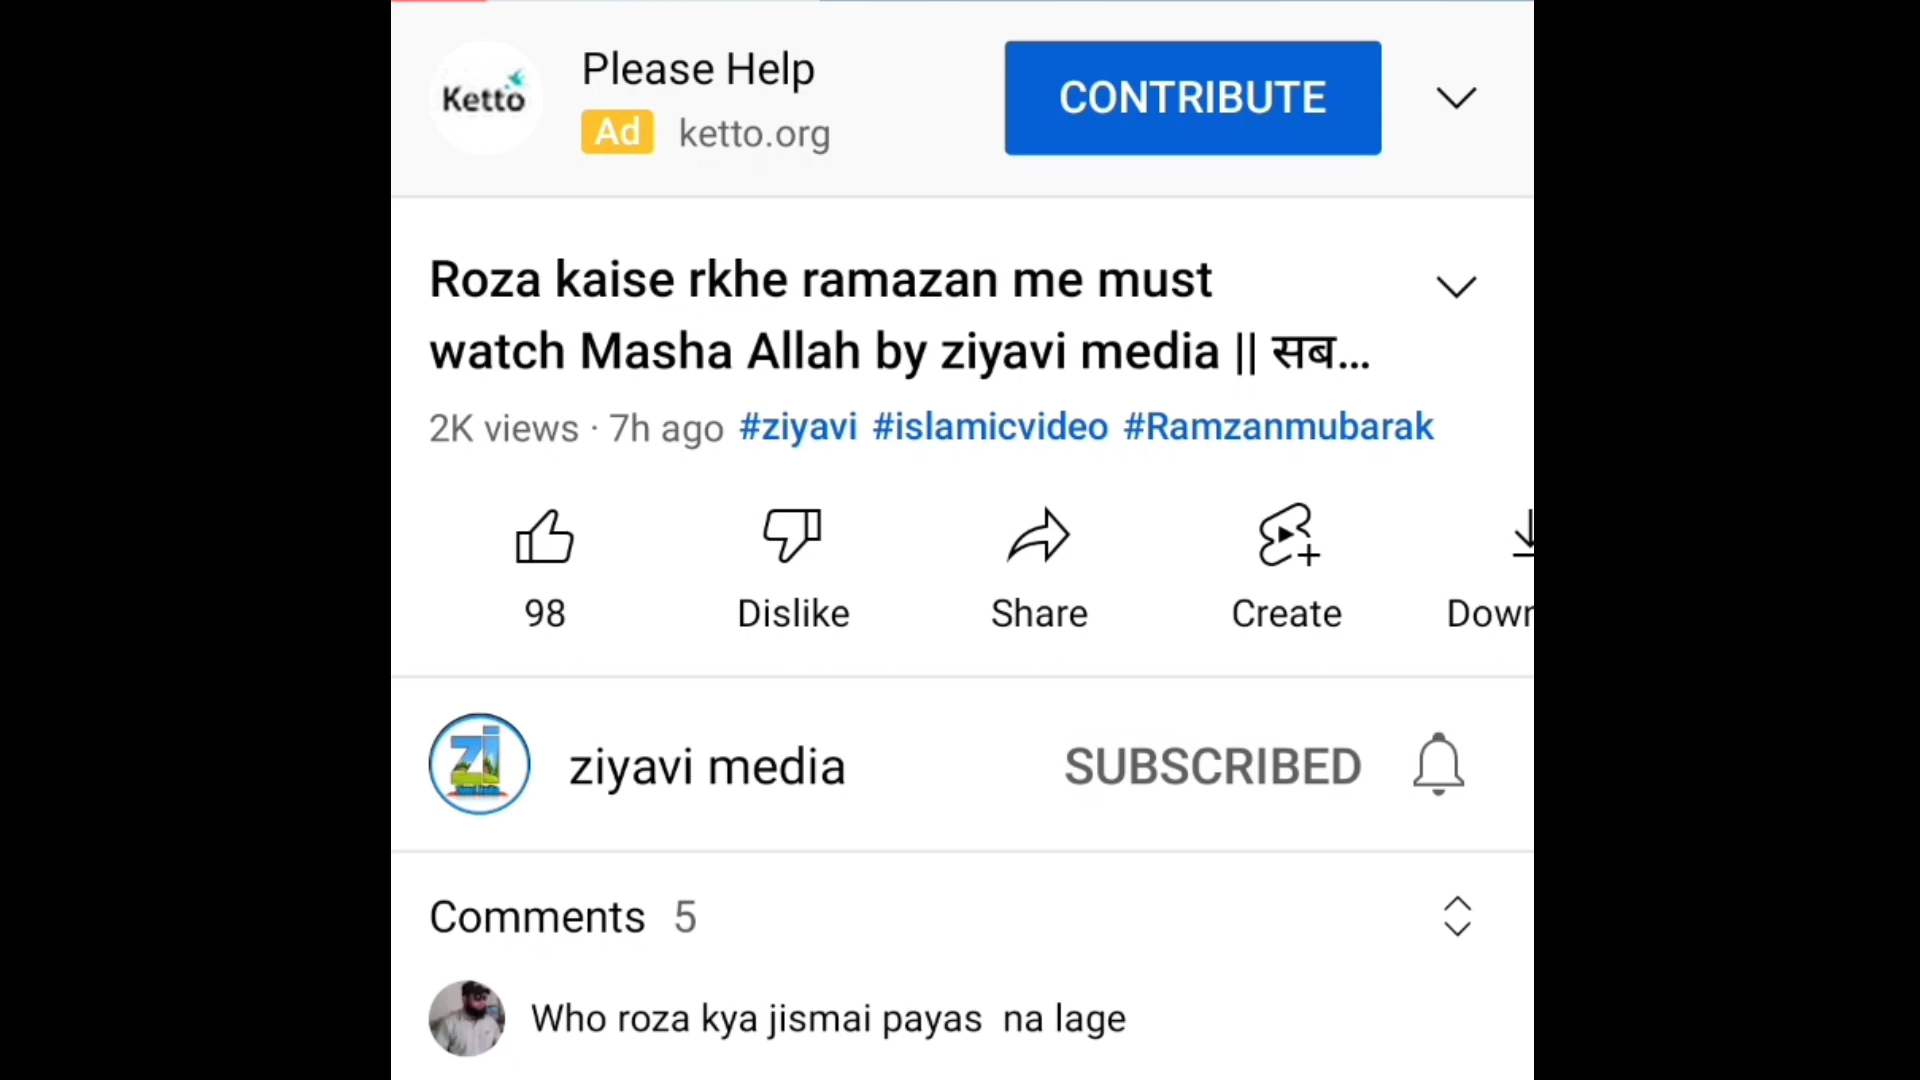 Ketto
Please Help
Ad ketto.org
CONTRIBUTE
Roza kaise rkhe ramazan me must
watch Masha Allah by ziyavi media || सब...
2K views · 7h ago #ziyavi #islamicvideo #Ramzanmubarak
98 Dislike Share Create Down
zi
ziyavi media SUBSCRIBED
Comments 5
Who roza kya jismai payas na lage